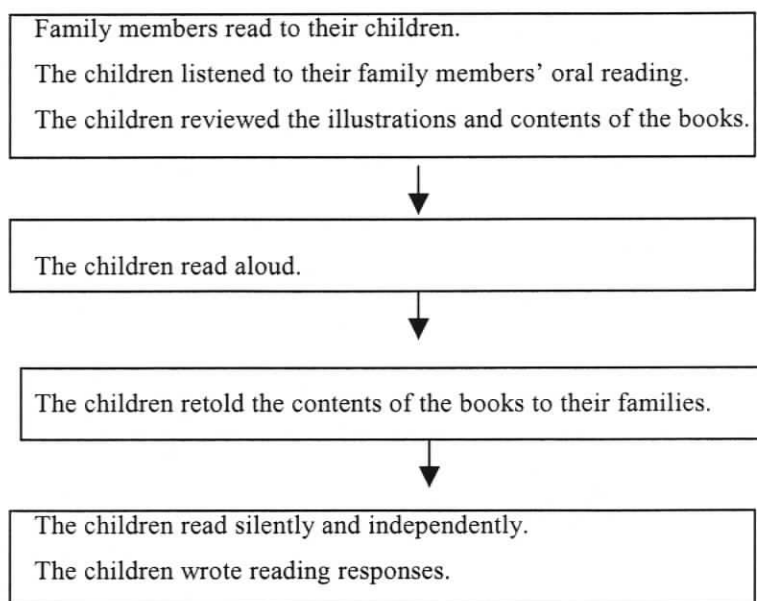 Family members read to their children.
The children listened to their family members’ oral reading.
The children reviewed the illustrations and contents of the books.
The children read aloud.
The children retold the contents of the books to their families.
The children read silently and independently.
The children wrote reading responses.